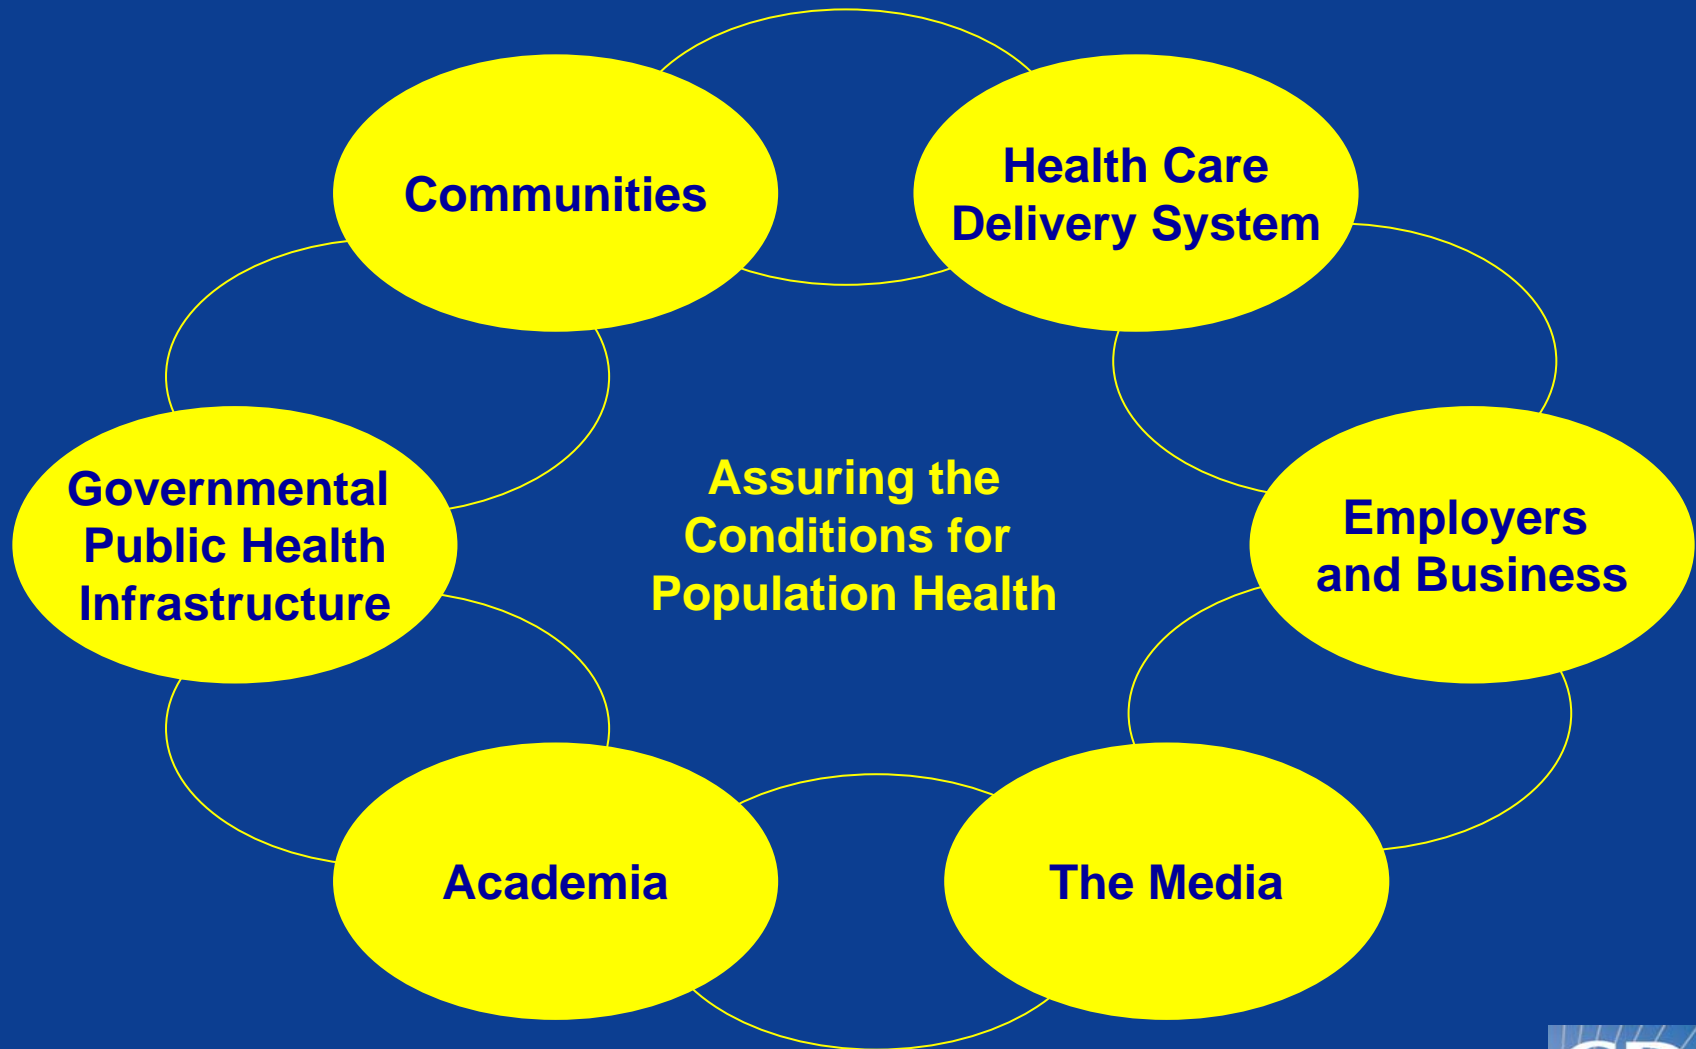 Communities
Health Care
Delivery System
Governmental
Public Health
Infrastructure
Assuring the
Conditions for
Population Health
Employers
and Business
Academia
The Media